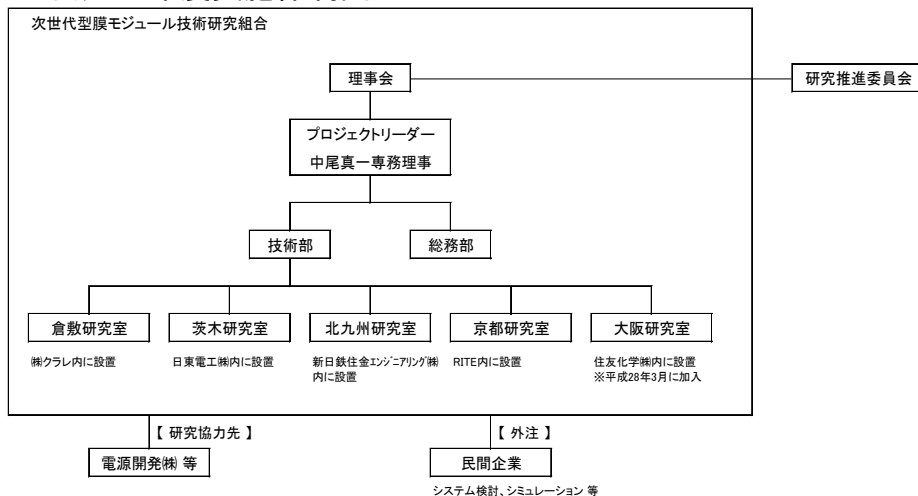 次世代型膜モジュール技術研究組合
理事会
研究推進委員会
プロジェクトリーダー
中尾真一専務理事
技術部
総務部
倉敷研究室
茨木研究室
北九州研究室
京都研究室
大阪研究室
㈱クラレ内に設置
日東電工㈱内に設置
新日鉄住金エンジニアリング㈱
内に設置
RITE内に設置
住友化学㈱内に設置
※平成28年3月に加入
【 研究協力先 】
【 外注 】
電源開発㈱ 等
民間企業
システム検討、シミュレーション 等